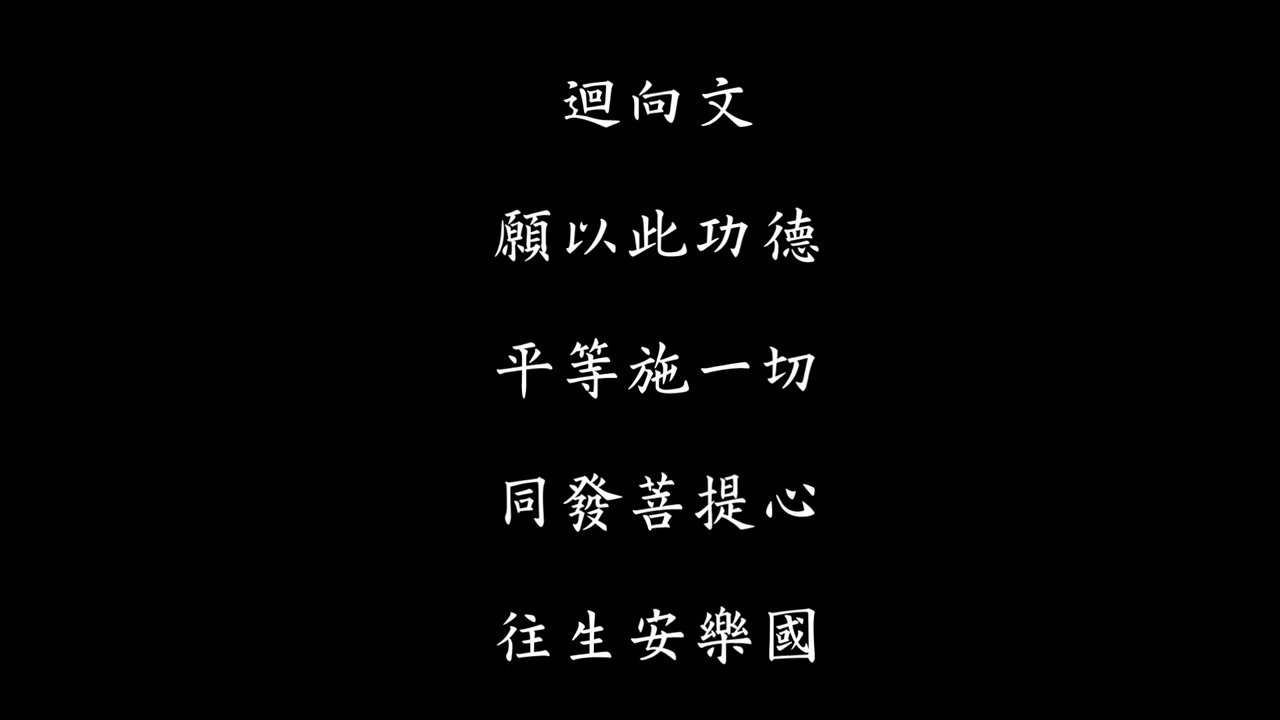 迴向文
願以此功德
平等施一切
同發菩提心
往生安樂國